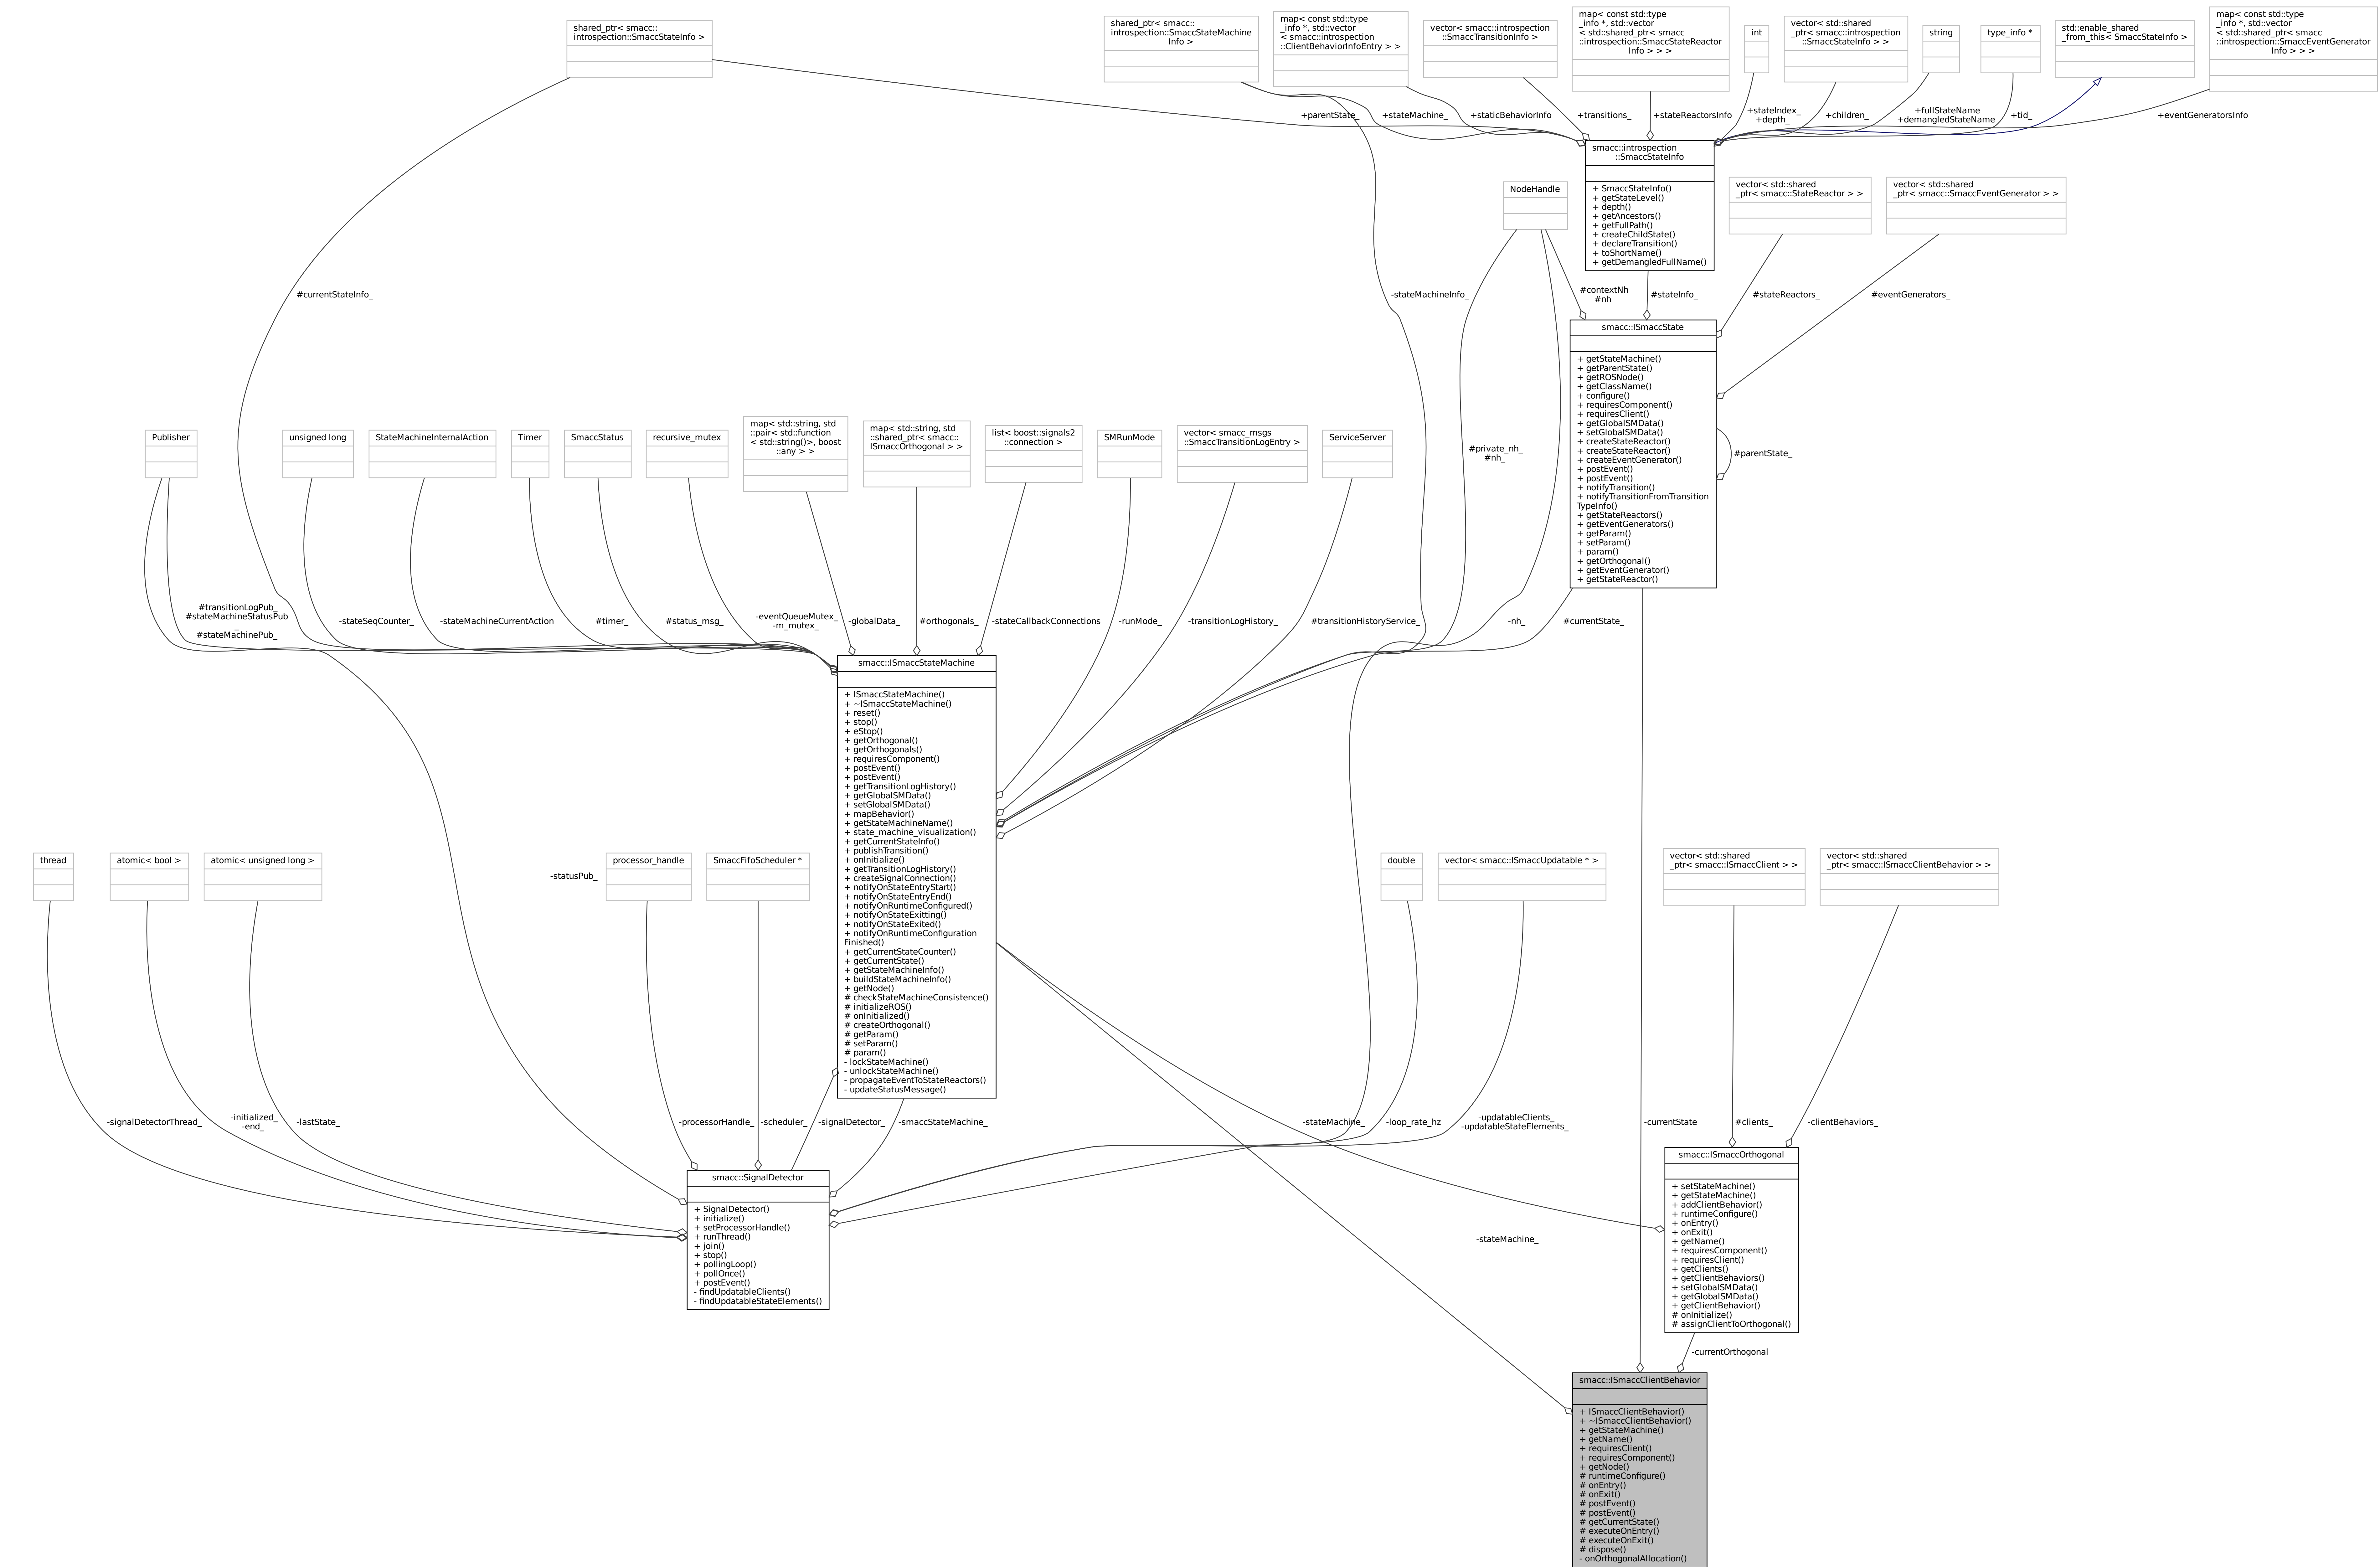 shared_ptr< smacc::
introspection::SmaccStateInfo >
shared_ptr< smacc::
introspection::SmaccStateMachine
Info >
map< const std::type
_info *, std::vector
< smacc::introspection
::ClientBehaviorInfoEntry > >
vector< smacc::introspection
::SmaccTransitionInfo >
map< const std::type
_info *, std::vector
< std::shared_ptr< smacc
::introspection::SmaccStateReactor
Info > > >
int
vector< std::shared
_ptr< smacc::introspection
::SmaccStateInfo > >
string
type_info *
std::enable_shared
_from_this< SmaccStateInfo >
map< const std::type
_info *, std::vector
< std::shared_ptr< smacc
::introspection::SmaccEventGenerator
Info > > >
+parentState_
+stateMachine_
+staticBehaviorInfo
+transitions_
+stateReactorsInfo
+stateIndex_
+depth_
+children_
+fullStateName
+demangledStateName
+tid_
+eventGeneratorsInfo
smacc::introspection
::SmaccStateInfo
+ SmaccStateInfo()
+ getStateLevel()
+ depth()
+ getAncestors()
+ getFullPath()
+ createChildState()
+ declareTransition()
+ toShortName()
+ getDemangledFullName()
NodeHandle
vector< std::shared
_ptr< smacc::StateReactor > >
vector< std::shared
_ptr< smacc::SmaccEventGenerator > >
#currentStateInfo_
-stateMachineInfo_
#contextNh
#nh
#stateInfo_
#stateReactors_
#eventGenerators_
smacc::ISmaccState
+ getStateMachine()
+ getParentState()
+ getROSNode()
+ getClassName()
+ configure()
+ requiresComponent()
+ requiresClient()
+ getGlobalSMData()
+ setGlobalSMData()
+ createStateReactor()
+ createStateReactor()
+ createEventGenerator()
+ postEvent()
+ postEvent()
+ notifyTransition()
+ notifyTransitionFromTransition
TypeInfo()
+ getStateReactors()
+ getEventGenerators()
+ getParam()
+ setParam()
+ param()
+ getOrthogonal()
+ getEventGenerator()
+ getStateReactor()
#parentState_
#private_nh_
#nh_
Publisher
unsigned long
StateMachineInternalAction
Timer
SmaccStatus
recursive_mutex
map< std::string, std
::pair< std::function
< std::string()>, boost
::any > >
map< std::string, std
::shared_ptr< smacc::
ISmaccOrthogonal > >
list< boost::signals2
::connection >
SMRunMode
vector< smacc_msgs
::SmaccTransitionLogEntry >
ServiceServer
#transitionLogPub_
#stateMachineStatusPub
_
#stateMachinePub_
-stateSeqCounter_
-stateMachineCurrentAction
#timer_
#status_msg_
-eventQueueMutex_
-m_mutex_
-globalData_
#orthogonals_
-stateCallbackConnections
-runMode_
-transitionLogHistory_
#transitionHistoryService_
-nh_
#currentState_
smacc::ISmaccStateMachine
+ ISmaccStateMachine()
+ ~ISmaccStateMachine()
+ reset()
+ stop()
+ eStop()
+ getOrthogonal()
+ getOrthogonals()
+ requiresComponent()
+ postEvent()
+ postEvent()
+ getTransitionLogHistory()
+ getGlobalSMData()
+ setGlobalSMData()
+ mapBehavior()
+ getStateMachineName()
+ state_machine_visualization()
+ getCurrentStateInfo()
+ publishTransition()
+ onInitialize()
+ getTransitionLogHistory()
+ createSignalConnection()
+ notifyOnStateEntryStart()
+ notifyOnStateEntryEnd()
+ notifyOnRuntimeConfigured()
+ notifyOnStateExitting()
+ notifyOnStateExited()
+ notifyOnRuntimeConfiguration
Finished()
+ getCurrentStateCounter()
+ getCurrentState()
+ getStateMachineInfo()
+ buildStateMachineInfo()
+ getNode()
# checkStateMachineConsistence()
# initializeROS()
# onInitialized()
# createOrthogonal()
# getParam()
# setParam()
# param()
- lockStateMachine()
- unlockStateMachine()
- propagateEventToStateReactors()
- updateStatusMessage()
thread
atomic< bool >
atomic< unsigned long >
-statusPub_
processor_handle
SmaccFifoScheduler *
double
vector< smacc::ISmaccUpdatable * >
vector< std::shared
_ptr< smacc::ISmaccClient > >
vector< std::shared
_ptr< smacc::ISmaccClientBehavior > >
-signalDetectorThread_
-initialized_
-end_
-lastState_
-processorHandle_
-scheduler_
-signalDetector_
-smaccStateMachine_
-stateMachine_
-loop_rate_hz
-updatableClients_
-updatableStateElements_
-currentState
#clients_
-clientBehaviors_
smacc::SignalDetector
+ SignalDetector()
+ initialize()
+ setProcessorHandle()
+ runThread()
+ join()
+ stop()
+ pollingLoop()
+ pollOnce()
+ postEvent()
- findUpdatableClients()
- findUpdatableStateElements()
smacc::ISmaccOrthogonal
+ setStateMachine()
+ getStateMachine()
+ addClientBehavior()
+ runtimeConfigure()
+ onEntry()
+ onExit()
+ getName()
+ requiresComponent()
+ requiresClient()
+ getClients()
+ getClientBehaviors()
+ setGlobalSMData()
+ getGlobalSMData()
+ getClientBehavior()
# onInitialize()
# assignClientToOrthogonal()
-stateMachine_
-currentOrthogonal
smacc::ISmaccClientBehavior
+ ISmaccClientBehavior()
+ ~ISmaccClientBehavior()
+ getStateMachine()
+ getName()
+ requiresClient()
+ requiresComponent()
+ getNode()
# runtimeConfigure()
# onEntry()
# onExit()
# postEvent()
# postEvent()
# getCurrentState()
# executeOnEntry()
# executeOnExit()
# dispose()
- onOrthogonalAllocation()